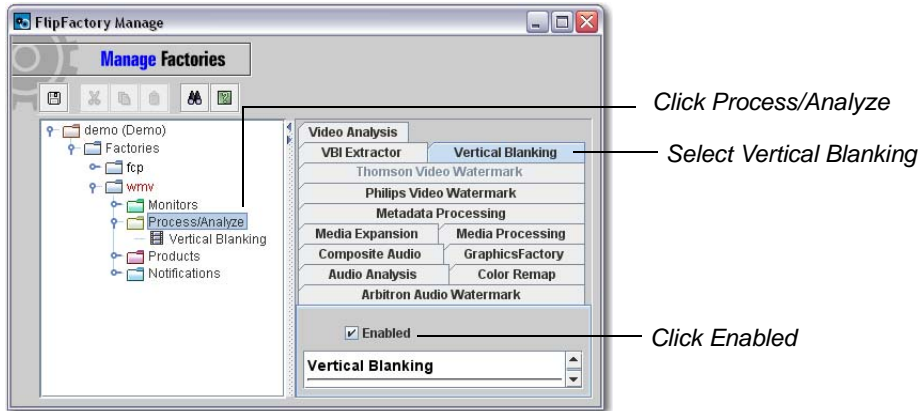 FlipFactory Manage
Manage Factories
Click Process/Analyze
demo (Demo)
Factories
fcp
wmv
Monitors
Process/Analyze
Vertical Blanking
Products
Notifications
Video Analysis
VBI Extractor Vertical Blanking
Select Vertical Blanking
Thomson Video Watermark
Philips Video Watermark
Metadata Processing
Media Expansion Media Processing
Composite Audio GraphicsFactory
Audio Analysis Color Remap
Arbitron Audio Watermark
Enabled
Click Enabled
Vertical Blanking